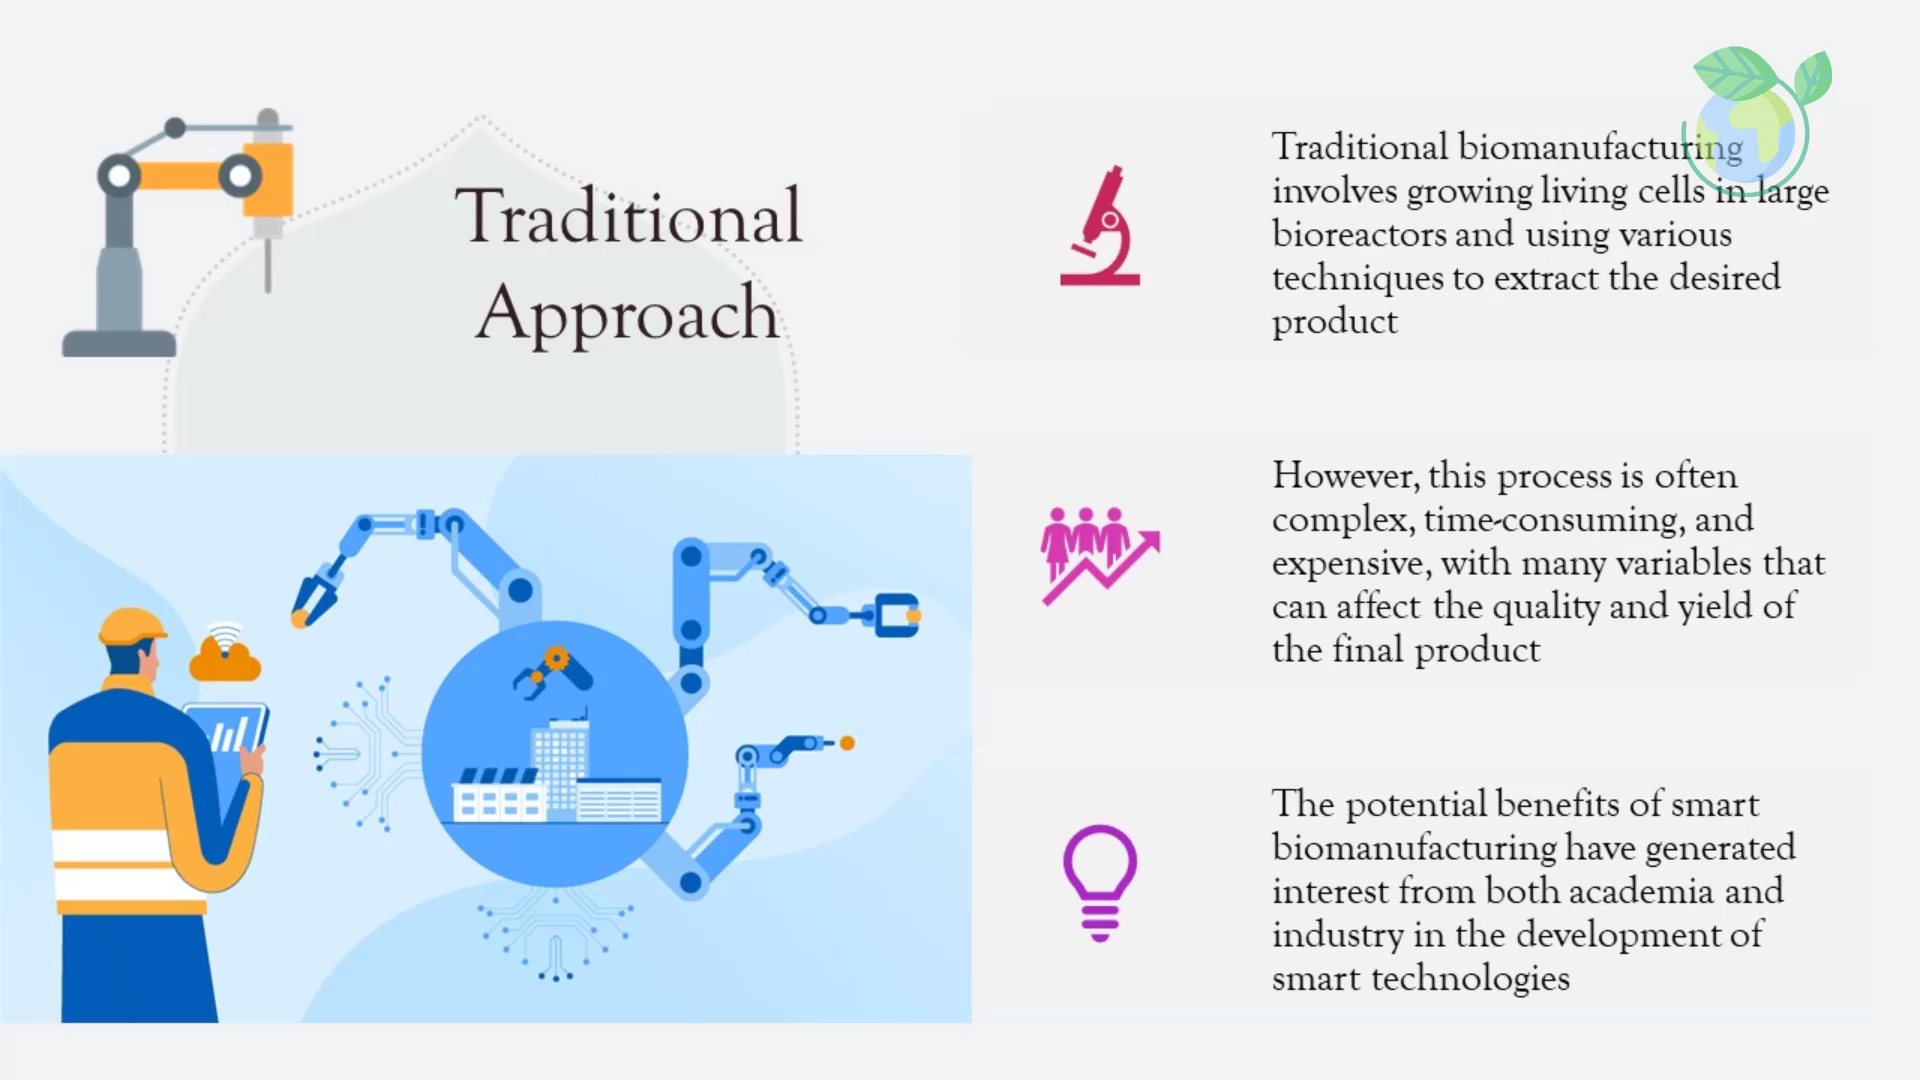 Traditional
Approach
Traditional biomanufacturing
involves growing living cells in large
bioreactors and using various
techniques to extract the desired
product
However, this process is often
complex, time-consuming, and
expensive, with many variables that
can affect the quality and yield of
the final product
The potential benefits of smart
biomanufacturing have generated
interest from both academia and
industry in the development of
smart technologies